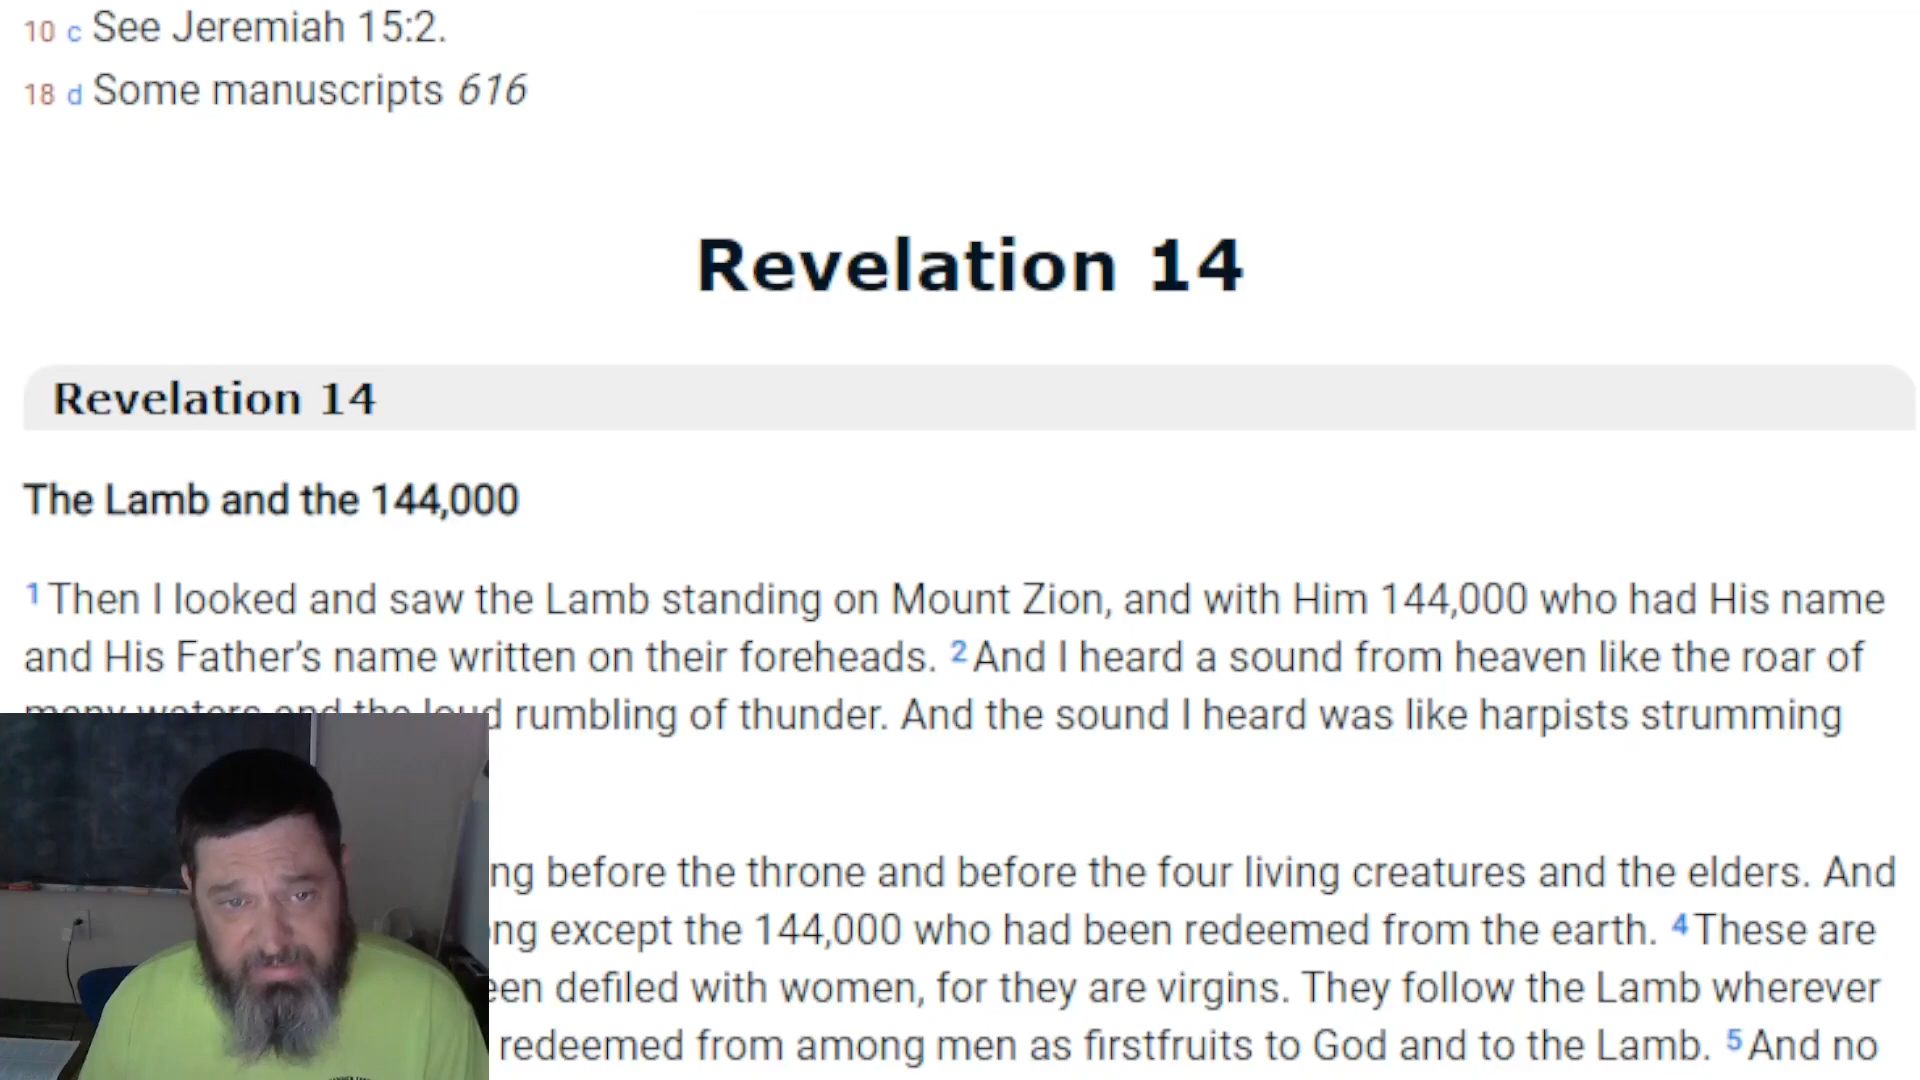 10 c See Jeremiah 15:2.
18 d Some manuscripts 616
Revelation 14
Revelation 14
The Lamb and the 144,000
1 Then I looked and saw the Lamb standing on Mount Zion, and with Him 144,000 who had His name
and His Father’s name written on their foreheads. 2 And I heard a sound from heaven like the roar of
many waters and the loud rumbling of thunder. And the sound I heard was like harpists strumming
before the throne and before the four living creatures and the elders. And
except the 144,000 who had been redeemed from the earth. 4 These are
defiled with women, for they are virgins. They follow the Lamb wherever
redeemed from among men as firstfruits to God and to the Lamb. 5 And no